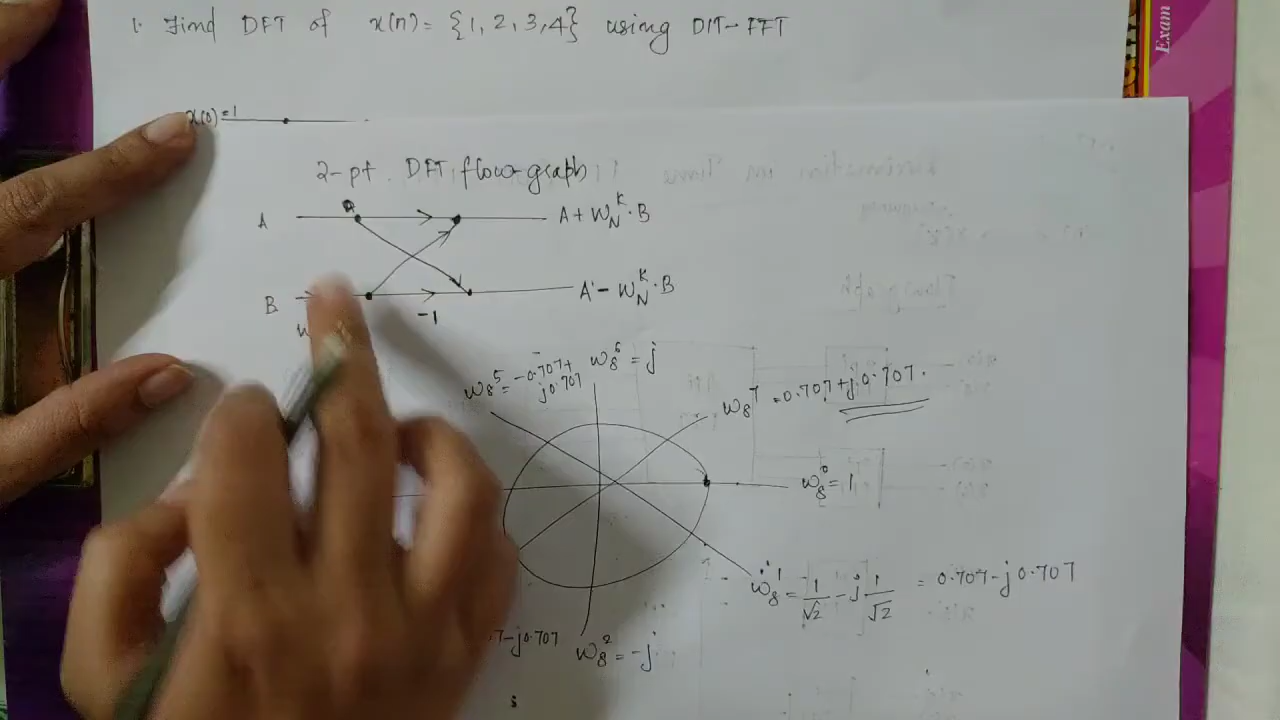 1. Find DFT of x(n) = {1, 2, 3, 4} using DIT-FFT
Exam
x(0)=1
2-pt DFT flowgraph
A
A + W_N^K · B
B
A - W_N^K · B
-1
W_8^5 = -0.707 + j0.707
W_8^6 = j
W_8^7 = 0.707 + j0.707.
W_8^0 = 1
W_8^1 = 1/√2 - j 1/√2 = 0.707 - j0.707
7-j0.707
W_8^2 = -j